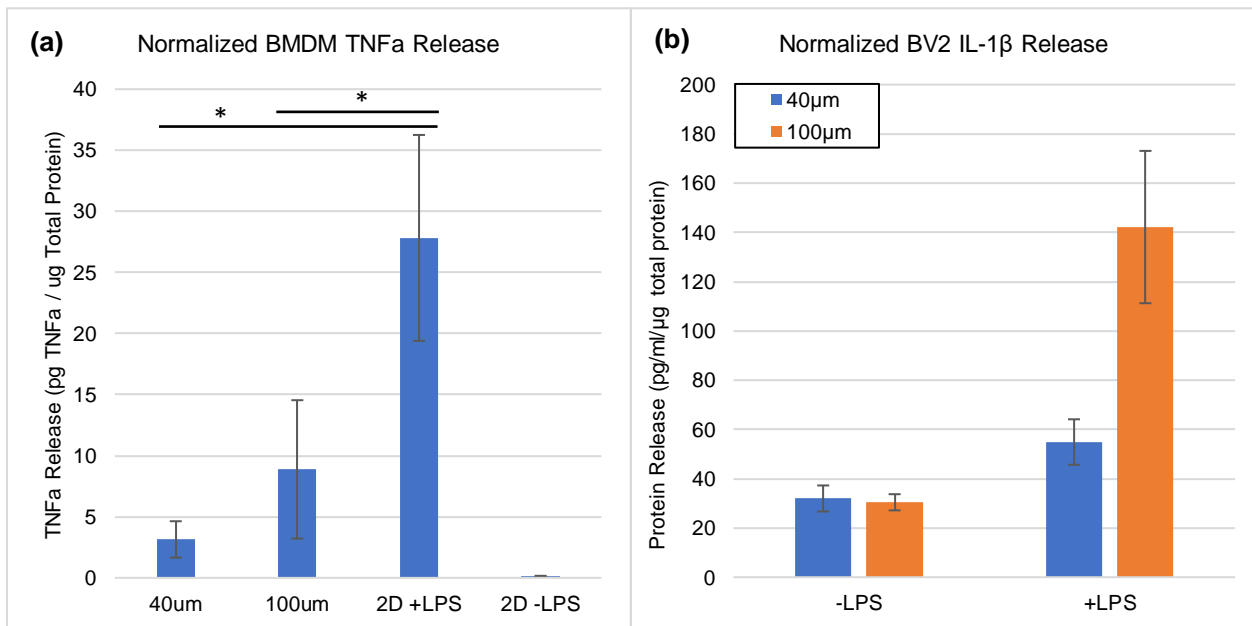 (a)
Normalized BMDM TNFa Release
TNFa Release (pg TNFa / ug Total Protein)
40
35
30
25
20
15
10
5
0
*
*
40um 100um 2D +LPS 2D -LPS
(b)
Normalized BV2 IL-1β Release
Protein Release (pg/ml/µg total protein)
200
180
160
140
120
100
80
60
40
20
0
40µm
100µm
-LPS +LPS